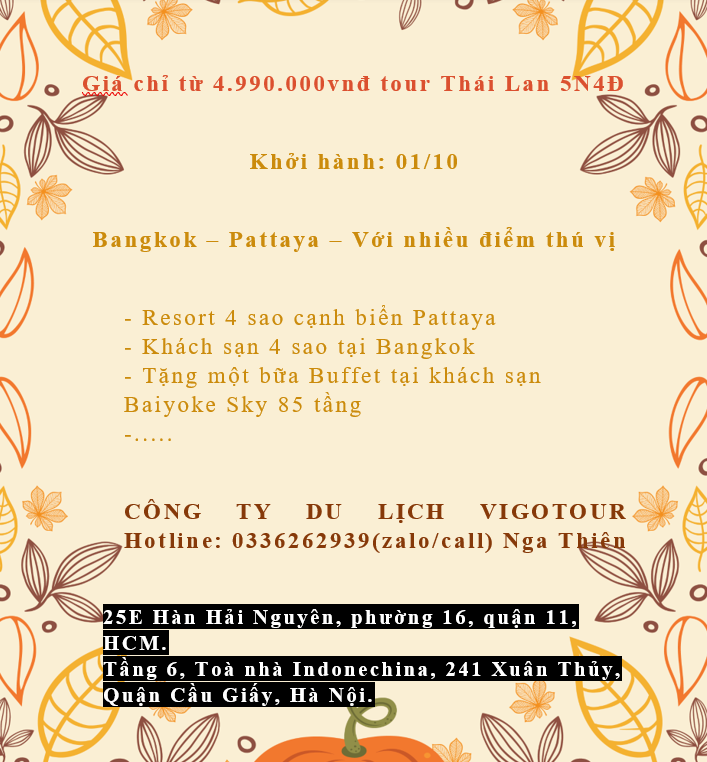 Giá chỉ từ 4.990.000vnđ tour Thái Lan 5N4Đ
Khởi hành: 01/10
Bangkok – Pattaya – Với nhiều điểm thú vị
- Resort 4 sao cạnh biển Pattaya
- Khách sạn 4 sao tại Bangkok
- Tặng một bữa Buffet tại khách sạn
Baiyoke Sky 85 tầng
-.....
CÔNG TY DU LỊCH VIGOTOUR
Hotline: 0336262939(zalo/call) Nga Thiên
25E Hàn Hải Nguyên, phường 16, quận 11,
HCM.
Tầng 6, Toà nhà Indonechina, 241 Xuân Thủy,
Quận Cầu Giấy, Hà Nội.